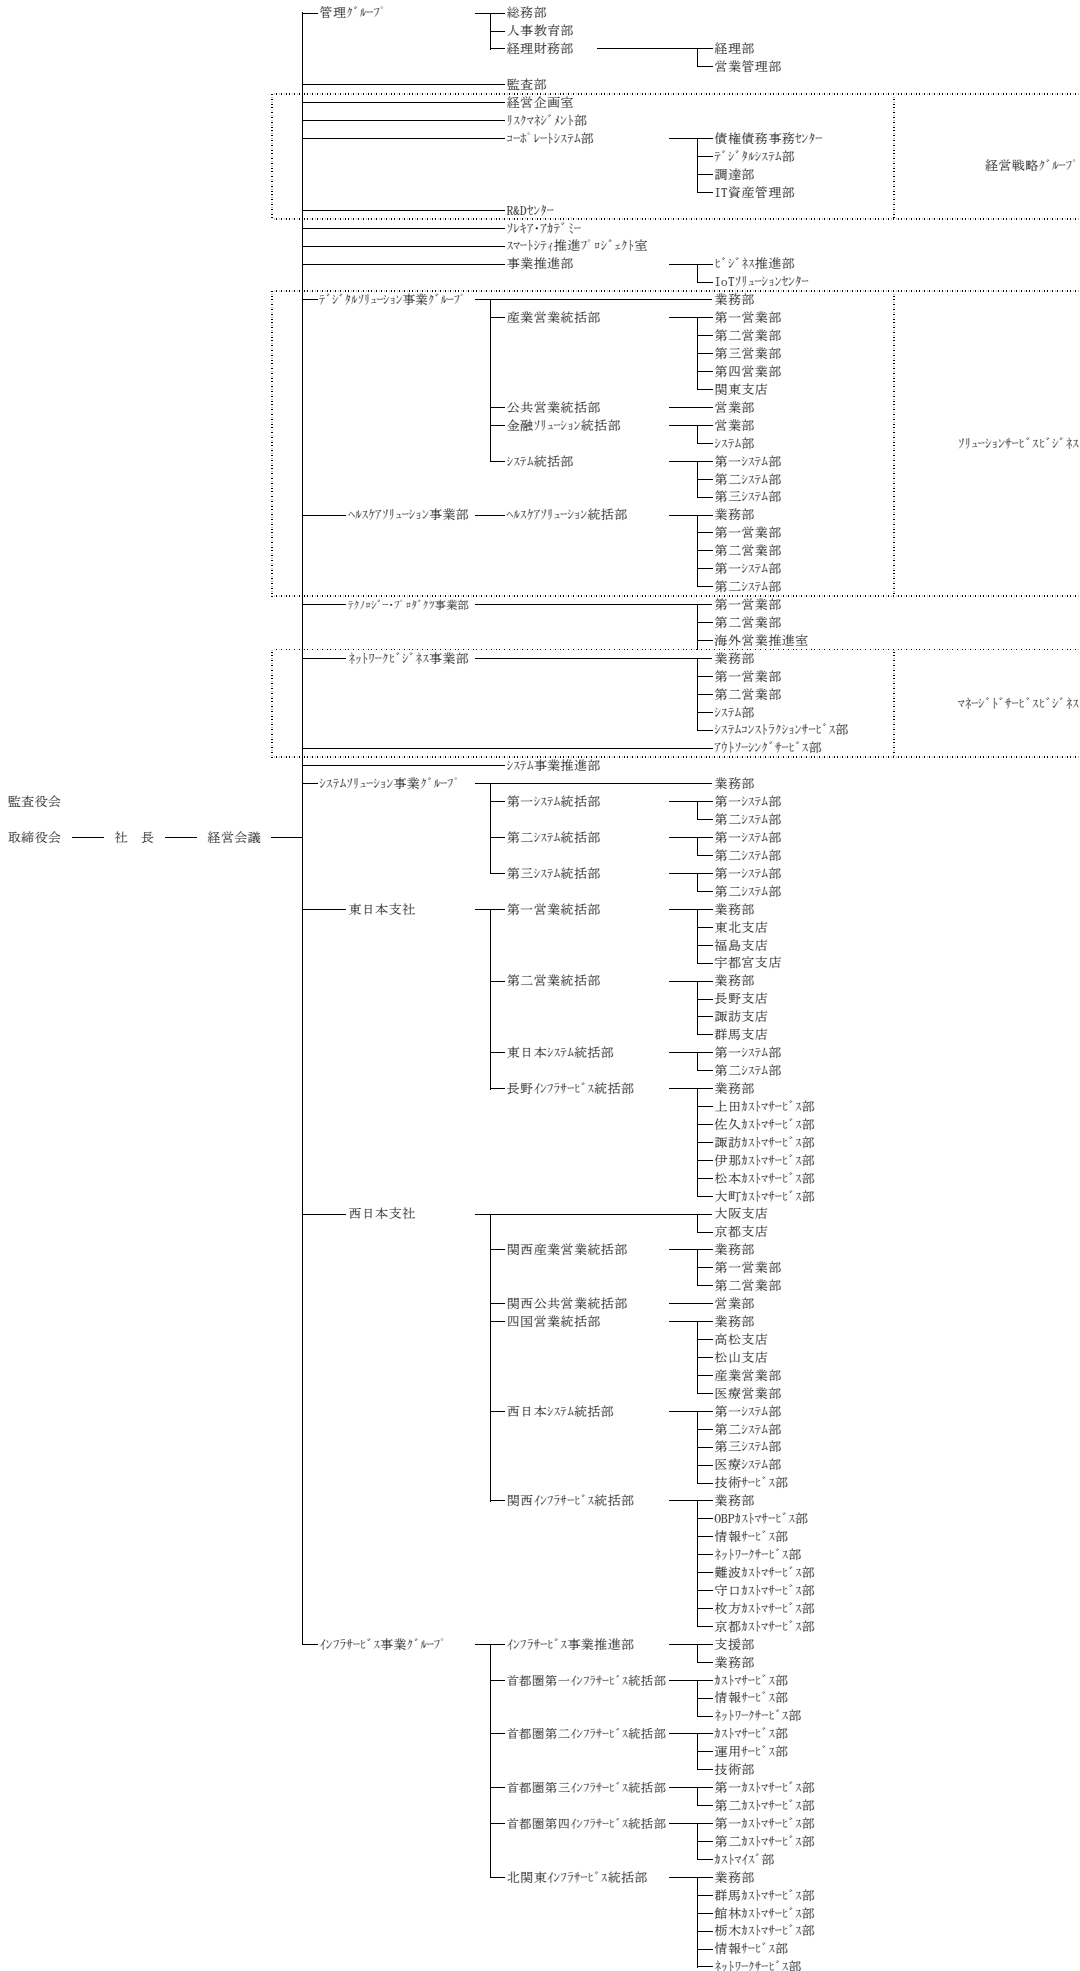 管理ｸﾞﾙｰﾌﾟ 総務部
人事教育部
経理財務部 経理部
営業管理部
監査部
経営企画室
ﾘｽｸﾏﾈｼﾞﾒﾝﾄ部
ｺｰﾎﾟﾚｰﾄｼｽﾃﾑ部 債権債務事務ｾﾝﾀｰ
ﾃﾞｼﾞﾀﾙｼｽﾃﾑ部
経営戦略ｸﾞﾙｰﾌﾟ
調達部
IT資産管理部
R&Dｾﾝﾀｰ
ｿﾚｷｱ･ｱｶﾃﾞﾐｰ
ｽﾏｰﾄｼﾃｨ推進ﾌﾟﾛｼﾞｪｸﾄ室
事業推進部 ﾋﾞｼﾞﾈｽ推進部
IoTｿﾘｭｰｼｮﾝｾﾝﾀｰ
ﾃﾞｼﾞﾀﾙｿﾘｭｰｼｮﾝ事業ｸﾞﾙｰﾌﾟ 業務部
産業営業統括部 第一営業部
第二営業部
第三営業部
第四営業部
関東支店
公共営業統括部 営業部
金融ｿﾘｭｰｼｮﾝ統括部 営業部
ｼｽﾃﾑ部 ｿﾘｭｰｼｮﾝｻｰﾋﾞｽﾋﾞｼﾞﾈｽ
ｼｽﾃﾑ統括部 第一ｼｽﾃﾑ部
第二ｼｽﾃﾑ部
第三ｼｽﾃﾑ部
ﾍﾙｽｹｱｿﾘｭｰｼｮﾝ事業部 ﾍﾙｽｹｱｿﾘｭｰｼｮﾝ統括部 業務部
第一営業部
第二営業部
第一ｼｽﾃﾑ部
第二ｼｽﾃﾑ部
ﾃｸﾉﾛｼﾞｰ･ﾌﾟﾛﾀﾞｸﾂ事業部 第一営業部
第二営業部
海外営業推進室
ﾈｯﾄﾜｰｸﾋﾞｼﾞﾈｽ事業部 業務部
第一営業部
第二営業部
ﾏﾈｰｼﾞﾄﾞｻｰﾋﾞｽﾋﾞｼﾞﾈｽ
ｼｽﾃﾑ部
ｼｽﾃﾑｺﾝｽﾄﾗｸｼｮﾝｻｰﾋﾞｽ部
ｱｳﾄｿｰｼﾝｸﾞｻｰﾋﾞｽ部
ｼｽﾃﾑ事業推進部
ｼｽﾃﾑｿﾘｭｰｼｮﾝ事業ｸﾞﾙｰﾌﾟ 業務部
監査役会 第一ｼｽﾃﾑ統括部 第一ｼｽﾃﾑ部
第二ｼｽﾃﾑ部
取締役会 社　長 経営会議 第二ｼｽﾃﾑ統括部 第一ｼｽﾃﾑ部
第二ｼｽﾃﾑ部
第三ｼｽﾃﾑ統括部 第一ｼｽﾃﾑ部
第二ｼｽﾃﾑ部
東日本支社 第一営業統括部 業務部
東北支店
福島支店
宇都宮支店
第二営業統括部 業務部
長野支店
諏訪支店
群馬支店
東日本ｼｽﾃﾑ統括部 第一ｼｽﾃﾑ部
第二ｼｽﾃﾑ部
長野ｲﾝﾌﾗｻｰﾋﾞｽ統括部 業務部
上田ｶｽﾄﾏｻｰﾋﾞｽ部
佐久ｶｽﾄﾏｻｰﾋﾞｽ部
諏訪ｶｽﾄﾏｻｰﾋﾞｽ部
伊那ｶｽﾄﾏｻｰﾋﾞｽ部
松本ｶｽﾄﾏｻｰﾋﾞｽ部
大町ｶｽﾄﾏｻｰﾋﾞｽ部
西日本支社 大阪支店
京都支店
関西産業営業統括部 業務部
第一営業部
第二営業部
関西公共営業統括部 営業部
四国営業統括部 業務部
高松支店
松山支店
産業営業部
医療営業部
西日本ｼｽﾃﾑ統括部 第一ｼｽﾃﾑ部
第二ｼｽﾃﾑ部
第三ｼｽﾃﾑ部
医療ｼｽﾃﾑ部
技術ｻｰﾋﾞｽ部
関西ｲﾝﾌﾗｻｰﾋﾞｽ統括部 業務部
OBPｶｽﾄﾏｻｰﾋﾞｽ部
情報ｻｰﾋﾞｽ部
ﾈｯﾄﾜｰｸｻｰﾋﾞｽ部
難波ｶｽﾄﾏｻｰﾋﾞｽ部
守口ｶｽﾄﾏｻｰﾋﾞｽ部
枚方ｶｽﾄﾏｻｰﾋﾞｽ部
京都ｶｽﾄﾏｻｰﾋﾞｽ部
ｲﾝﾌﾗｻｰﾋﾞｽ事業ｸﾞﾙｰﾌﾟ ｲﾝﾌﾗｻｰﾋﾞｽ事業推進部 支援部
業務部
首都圏第一ｲﾝﾌﾗｻｰﾋﾞｽ統括部 ｶｽﾄﾏｻｰﾋﾞｽ部
情報ｻｰﾋﾞｽ部
ﾈｯﾄﾜｰｸｻｰﾋﾞｽ部
首都圏第二ｲﾝﾌﾗｻｰﾋﾞｽ統括部 ｶｽﾄﾏｻｰﾋﾞｽ部
運用ｻｰﾋﾞｽ部
技術部
首都圏第三ｲﾝﾌﾗｻｰﾋﾞｽ統括部 第一ｶｽﾄﾏｻｰﾋﾞｽ部
第二ｶｽﾄﾏｻｰﾋﾞｽ部
首都圏第四ｲﾝﾌﾗｻｰﾋﾞｽ統括部 第一ｶｽﾄﾏｻｰﾋﾞｽ部
第二ｶｽﾄﾏｻｰﾋﾞｽ部
ｶｽﾄﾏｲｽﾞ部
北関東ｲﾝﾌﾗｻｰﾋﾞｽ統括部 業務部
群馬ｶｽﾄﾏｻｰﾋﾞｽ部
館林ｶｽﾄﾏｻｰﾋﾞｽ部
栃木ｶｽﾄﾏｻｰﾋﾞｽ部
情報ｻｰﾋﾞｽ部
ﾈｯﾄﾜｰｸｻｰﾋﾞｽ部